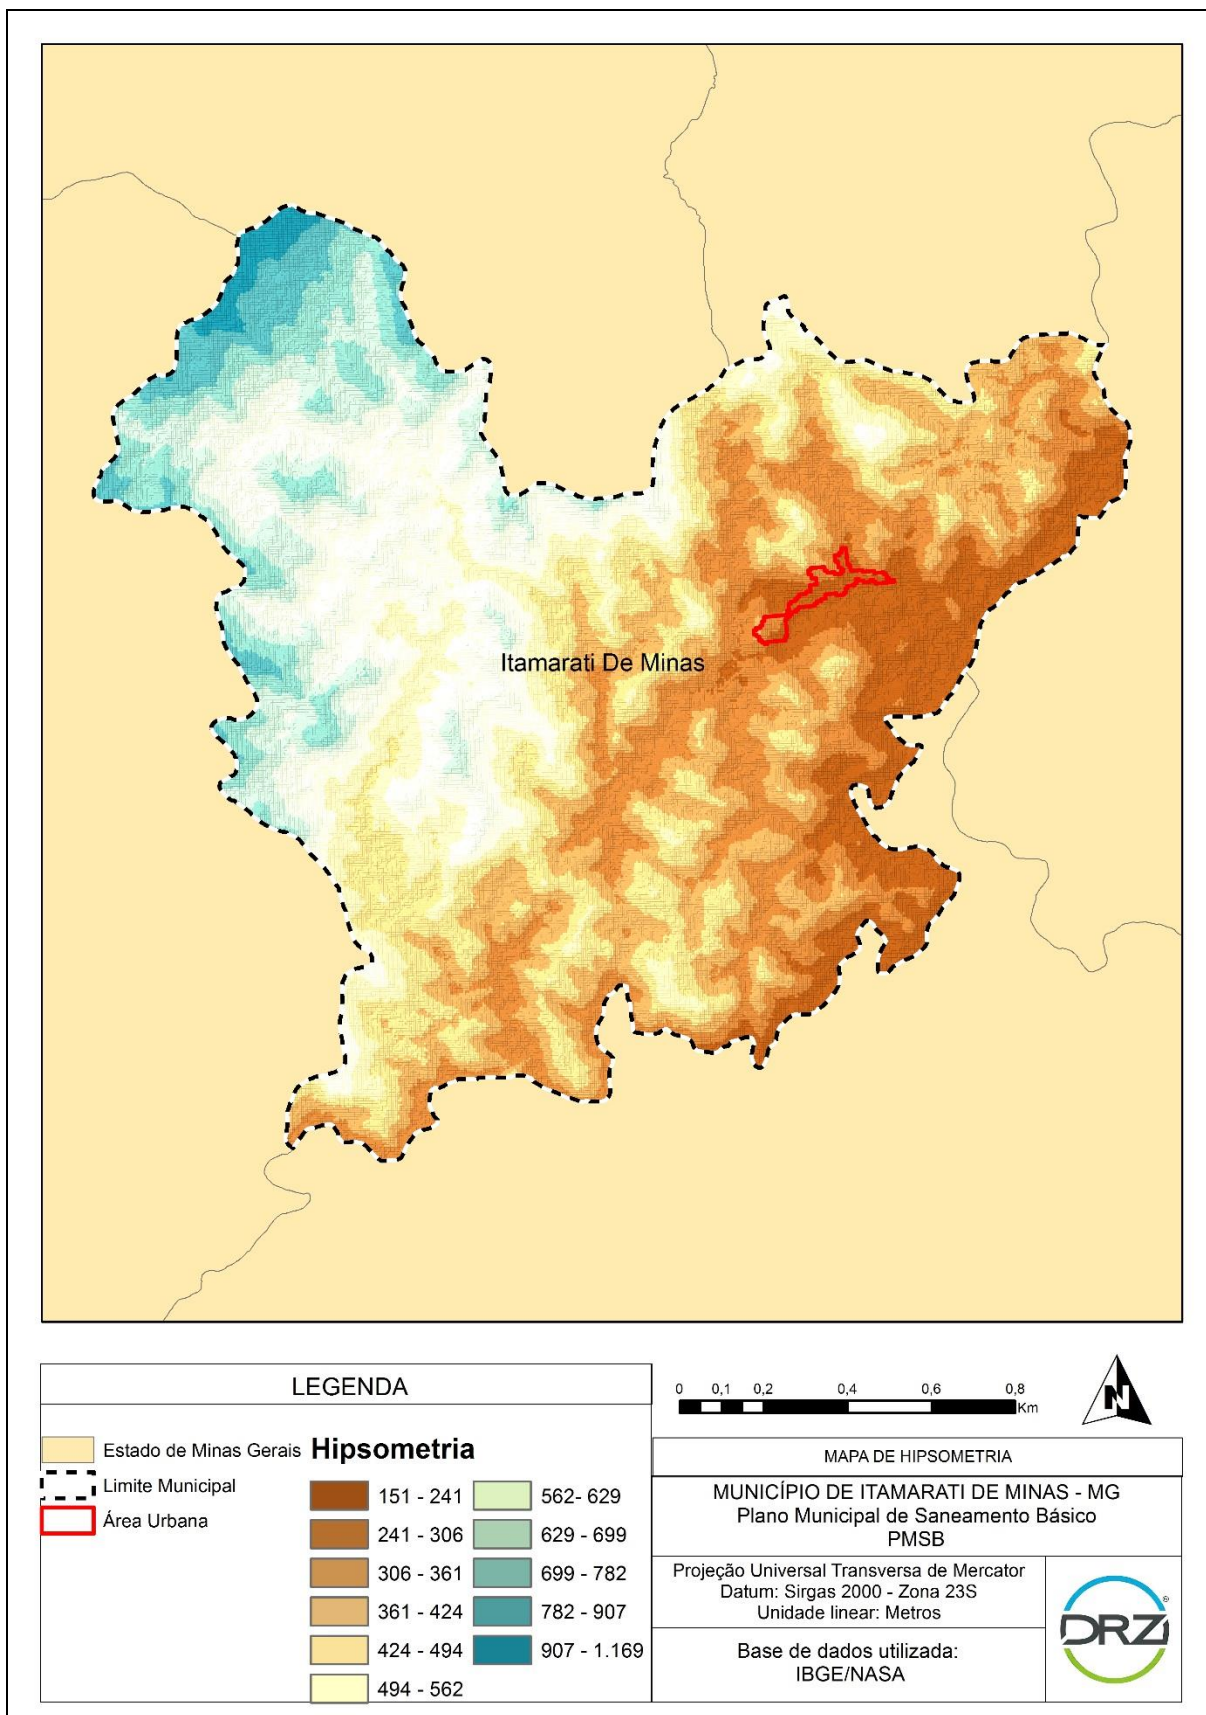 Itamarati De Minas
LEGENDA
Estado de Minas Gerais
Limite Municipal
Área Urbana
Hipsometria
151 - 241
241 - 306
306 - 361
361 - 424
424 - 494
494 - 562
562- 629
629 - 699
699 - 782
782 - 907
907 - 1.169
0 0,1 0,2 0,4 0,6 0,8
Km
N
MAPA DE HIPSOMETRIA
MUNICÍPIO DE ITAMARATI DE MINAS - MG
Plano Municipal de Saneamento Básico
PMSB
Projeção Universal Transversa de Mercator
Datum: Sirgas 2000 - Zona 23S
Unidade linear: Metros
Base de dados utilizada:
IBGE/NASA
DRZ®